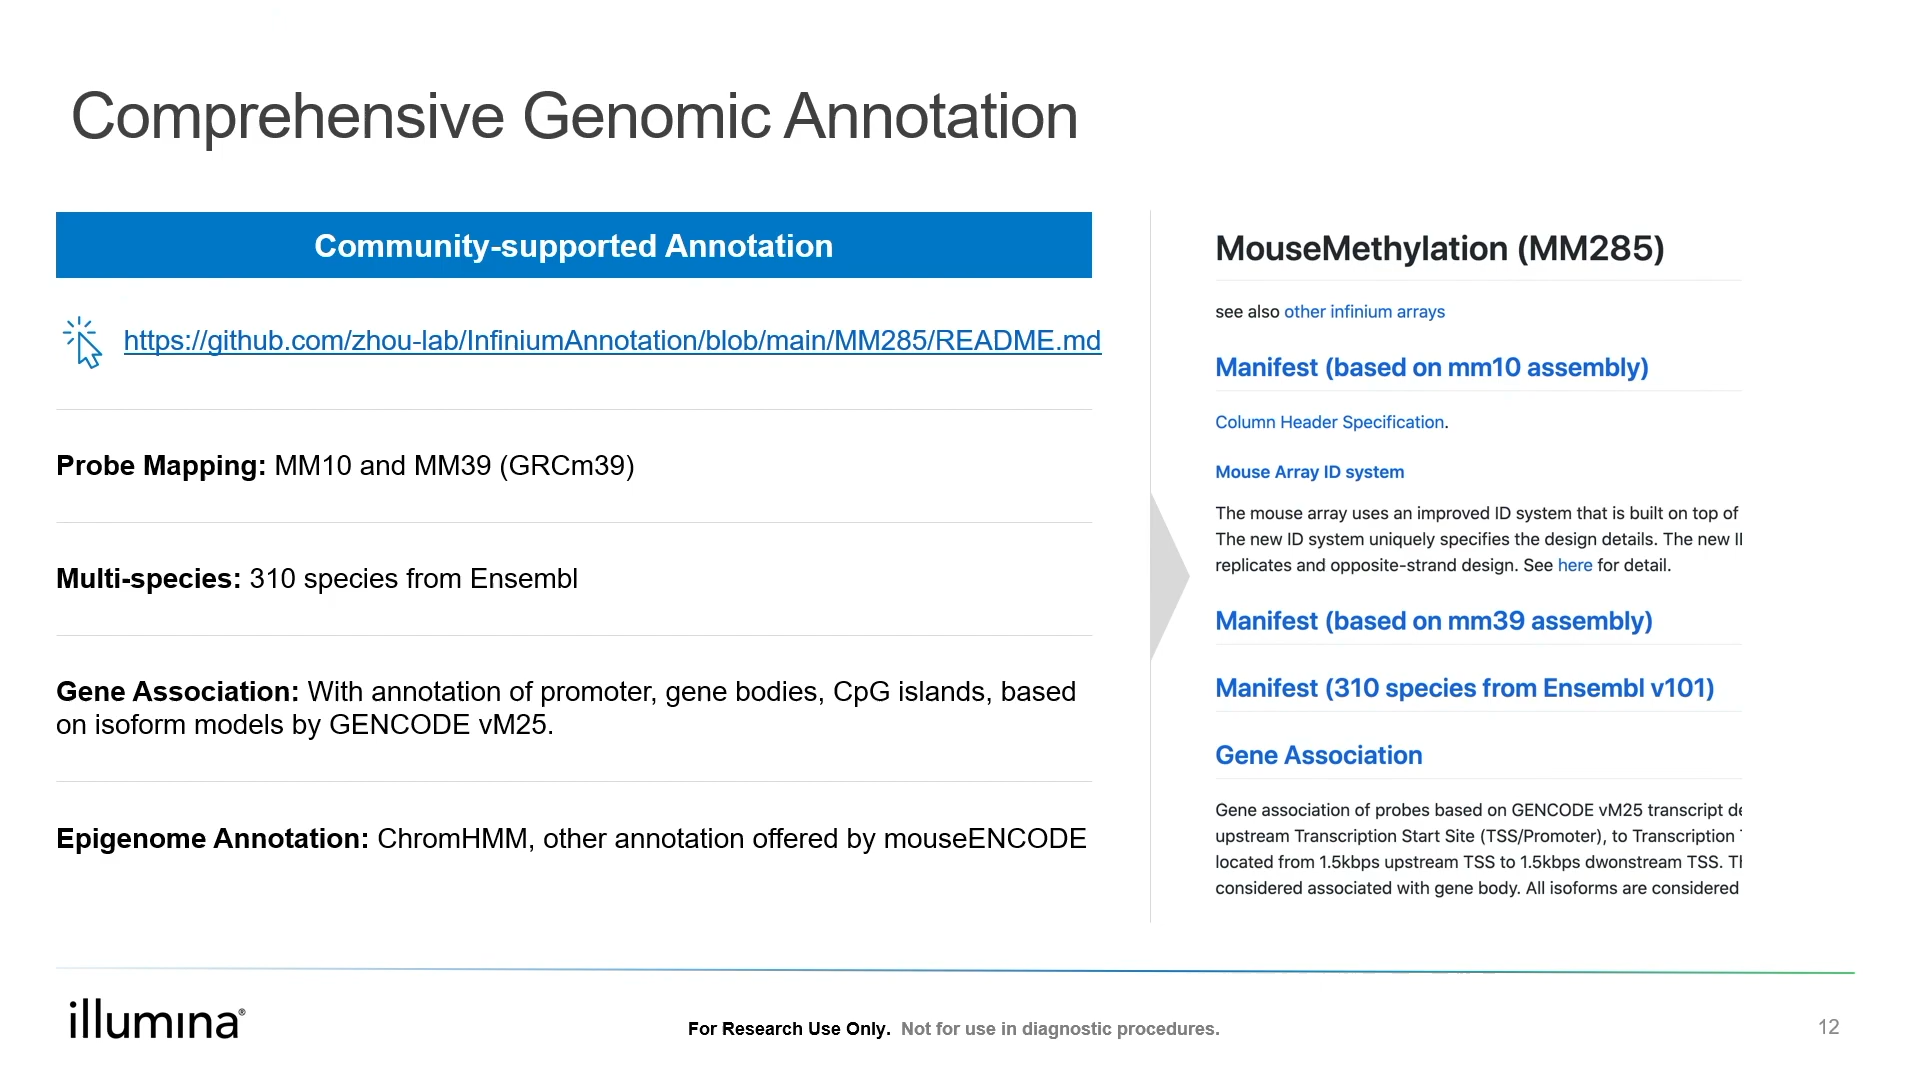 Comprehensive Genomic Annotation
Community-supported Annotation
https://github.com/zhou-lab/InfiniumAnnotation/blob/main/MM285/README.md
Probe Mapping: MM10 and MM39 (GRCm39)
Multi-species: 310 species from Ensembl
Gene Association: With annotation of promoter, gene bodies, CpG islands, based
on isoform models by GENCODE vM25.
Epigenome Annotation: ChromHMM, other annotation offered by mouseENCODE
MouseMethylation (MM285)
see also other infinium arrays
Manifest (based on mm10 assembly)
Column Header Specification.
Mouse Array ID system
The mouse array uses an improved ID system that is built on top of
The new ID system uniquely specifies the design details. The new
replicates and opposite-strand design. See here for detail.
Manifest (based on mm39 assembly)
Manifest (310 species from Ensembl v101)
Gene Association
Gene association of probes based on GENCODE vM25 transcript
upstream Transcription Start Site (TSS/Promoter), to Transcription
located from 1.5kbps upstream TSS to 1.5kbps dwonstream TSS.
considered associated with gene body. All isoforms are considered
illumina®
For Research Use Only. Not for use in diagnostic procedures.
12